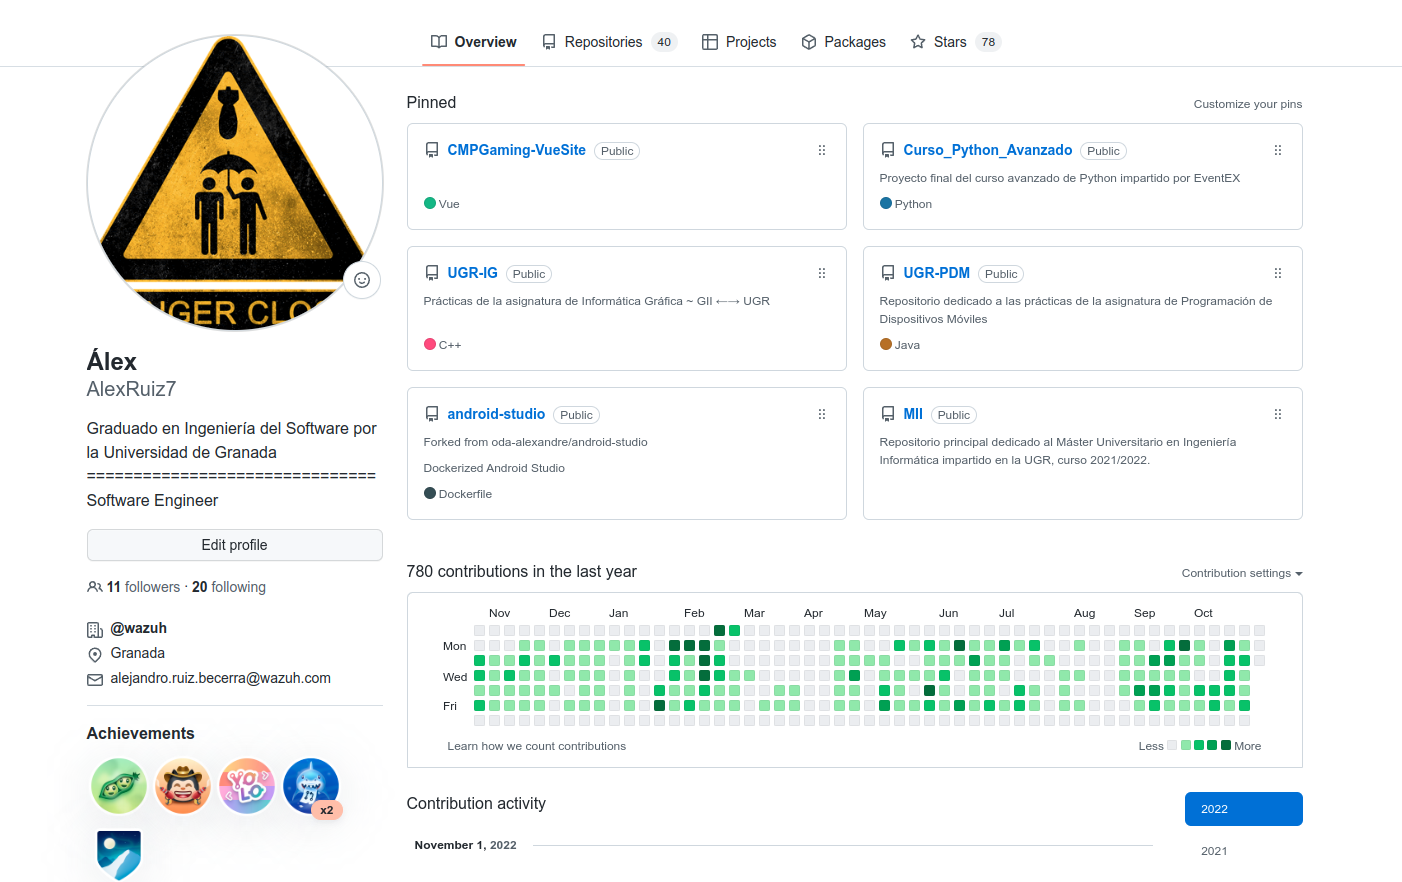 Overview
Repositories 40
Projects
Packages
Stars 78
NGER CLO
Álex
AlexRuiz7
Graduado en Ingeniería del Software por
la Universidad de Granada
===============================
Software Engineer
Edit profile
11 followers · 20 following
@wazuh
Granada
alejandro.ruiz.becerra@wazuh.com
Achievements
YOLO
x2
Pinned
Customize your pins
CMPGaming-VueSite Public
Vue
Curso_Python_Avanzado Public
Proyecto final del curso avanzado de Python impartido por EventEX
Python
UGR-IG Public
Prácticas de la asignatura de Informática Gráfica ~ GII ←--→ UGR
C++
UGR-PDM Public
Repositorio dedicado a las prácticas de la asignatura de Programación de
Dispositivos Móviles
Java
android-studio Public
Forked from oda-alexandre/android-studio
Dockerized Android Studio
Dockerfile
MII Public
Repositorio principal dedicado al Máster Universitario en Ingeniería
Informática impartido en la UGR, curso 2021/2022.
780 contributions in the last year
Contribution settings
Nov Dec Jan Feb Mar Apr May Jun Jul Aug Sep Oct
Mon
Wed
Fri
Learn how we count contributions
Less More
Contribution activity
2022
2021
November 1, 2022